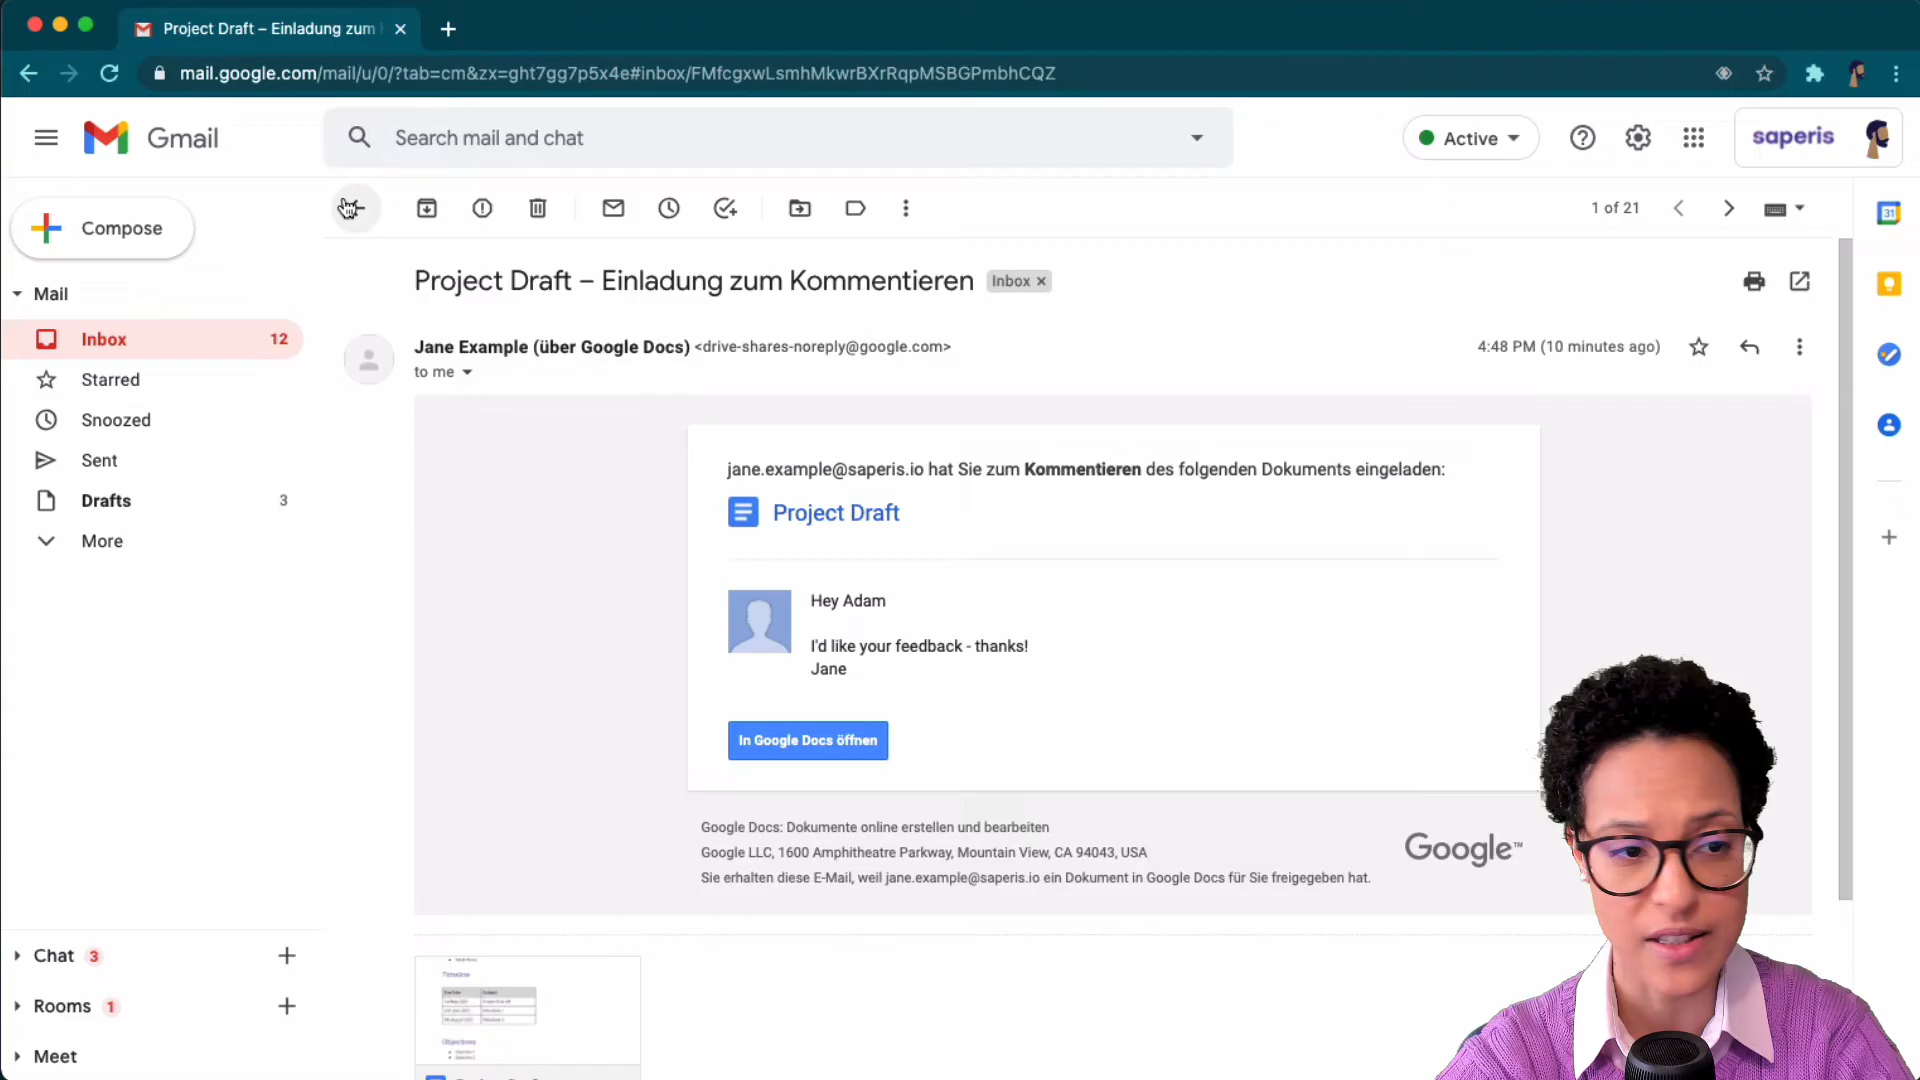 Project Draft – Einladung zum
mail.google.com/mail/u/0/?tab=cm&zx=ght7gg7p5x4e#inbox/FMfcgxwLsmhMkwrBXrRqpMSBGPmbhCQZ
Gmail
Search mail and chat
Active
saperis
Compose
1 of 21
31
Mail
Inbox 12
Starred
Snoozed
Sent
Drafts 3
More
Project Draft – Einladung zum Kommentieren
Inbox ×
Jane Example (über Google Docs) <drive-shares-noreply@google.com>
4:48 PM (10 minutes ago)
to me
jane.example@saperis.io hat Sie zum Kommentieren des folgenden Dokuments eingeladen:
Project Draft
Hey Adam
I'd like your feedback - thanks!
Jane
In Google Docs öffnen
Google Docs: Dokumente online erstellen und bearbeiten
Google LLC, 1600 Amphitheatre Parkway, Mountain View, CA 94043, USA
Sie erhalten diese E-Mail, weil jane.example@saperis.io ein Dokument in Google Docs für Sie freigegeben hat.
Google™
Chat 3
Rooms 1
Meet
Timeline
Objectives